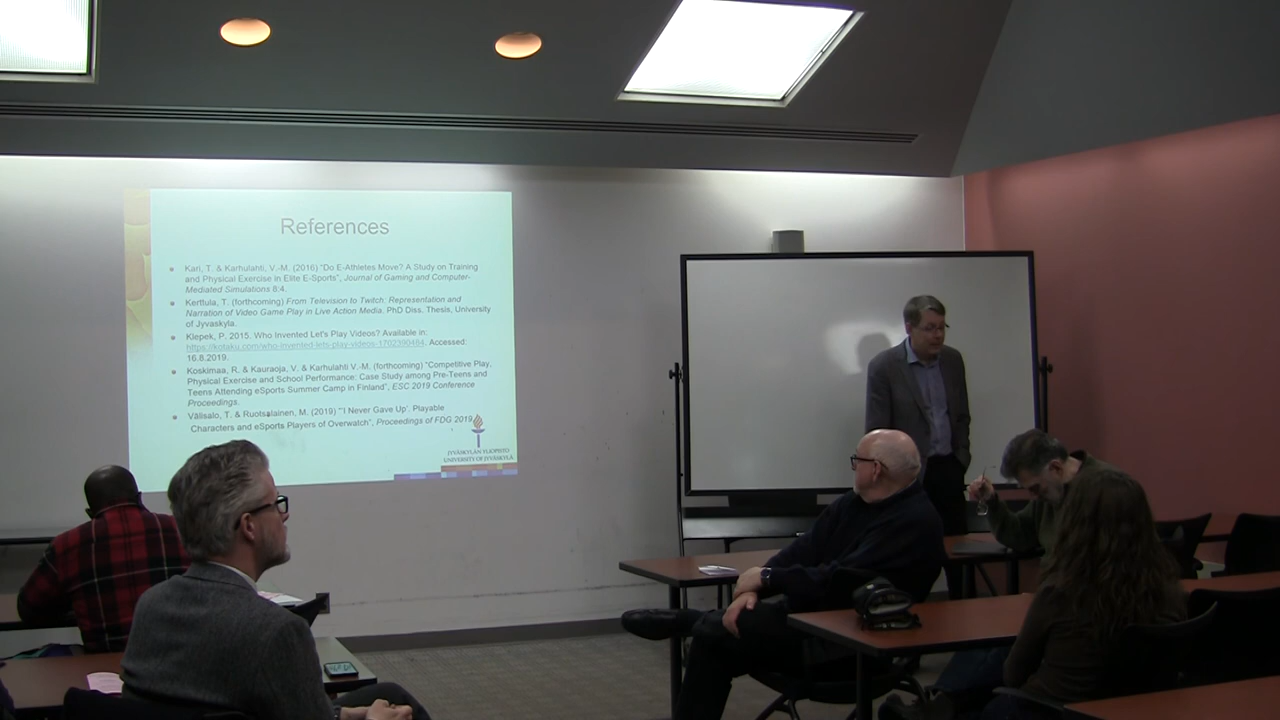 References
Kari, T. & Karhulahti, V.-M. (2016) "Do E-Athletes Move? A Study on Training
and Physical Exercise in Elite E-Sports", Journal of Gaming and Computer-
Mediated Simulations 8:4.
Kerttula, T. (forthcoming) From Television to Twitch: Representation and
Narration of Video Game Play in Live Action Media. PhD Diss. Thesis, University
of Jyvaskyla.
Klepek, P. 2015. Who Invented Let's Play Videos? Available in:
https://kotaku.com/who-invented-lets-play-videos-1702390484. Accessed:
16.8.2019.
Koskimaa, R. & Kauraoja, V. & Karhulahti V-M. (forthcoming) "Competitive Play,
Physical Exercise and School Performance: Case Study among Pre-Teens and
Teens Attending eSports Summer Camp in Finland", ESC 2019 Conference
Proceedings.
Välisalo, T. & Ruotsalainen, M. (2019) "'I Never Gave Up'. Playable
Characters and eSports Players of Overwatch", Proceedings of FDG 2019.
JYVÄSKYLÄN YLIOPISTO
UNIVERSITY OF JYVÄSKYLÄ